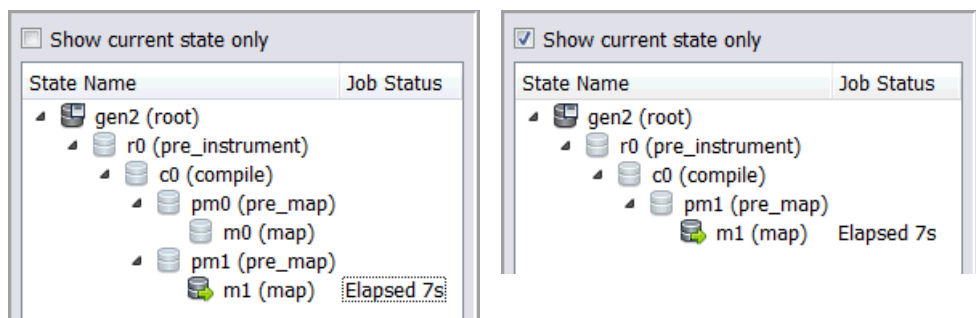 Show current state only
State Name Job Status
gen2 (root)
r0 (pre_instrument)
c0 (compile)
pm0 (pre_map)
m0 (map)
pm1 (pre_map)
m1 (map) Elapsed 7s
Show current state only
State Name Job Status
gen2 (root)
r0 (pre_instrument)
c0 (compile)
pm1 (pre_map)
m1 (map) Elapsed 7s